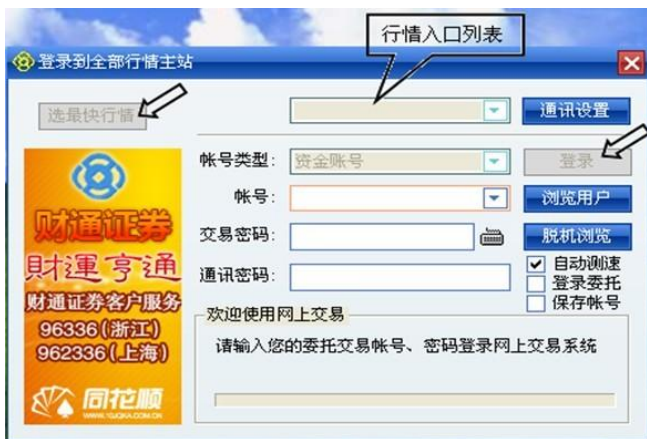 行情入口列表
登录到全部行情主站
选最快行情
通讯设置
帐号类型:
资金账号
登录
帐号:
浏览用户
交易密码:
脱机浏览
通讯密码:
自动测速
登录委托
保存帐号
财通证券
財運亨通
财通证券客户服务
96336(浙江)
962336(上海)
同花顺
欢迎使用网上交易
请输入您的委托交易帐号、密码登录网上交易系统